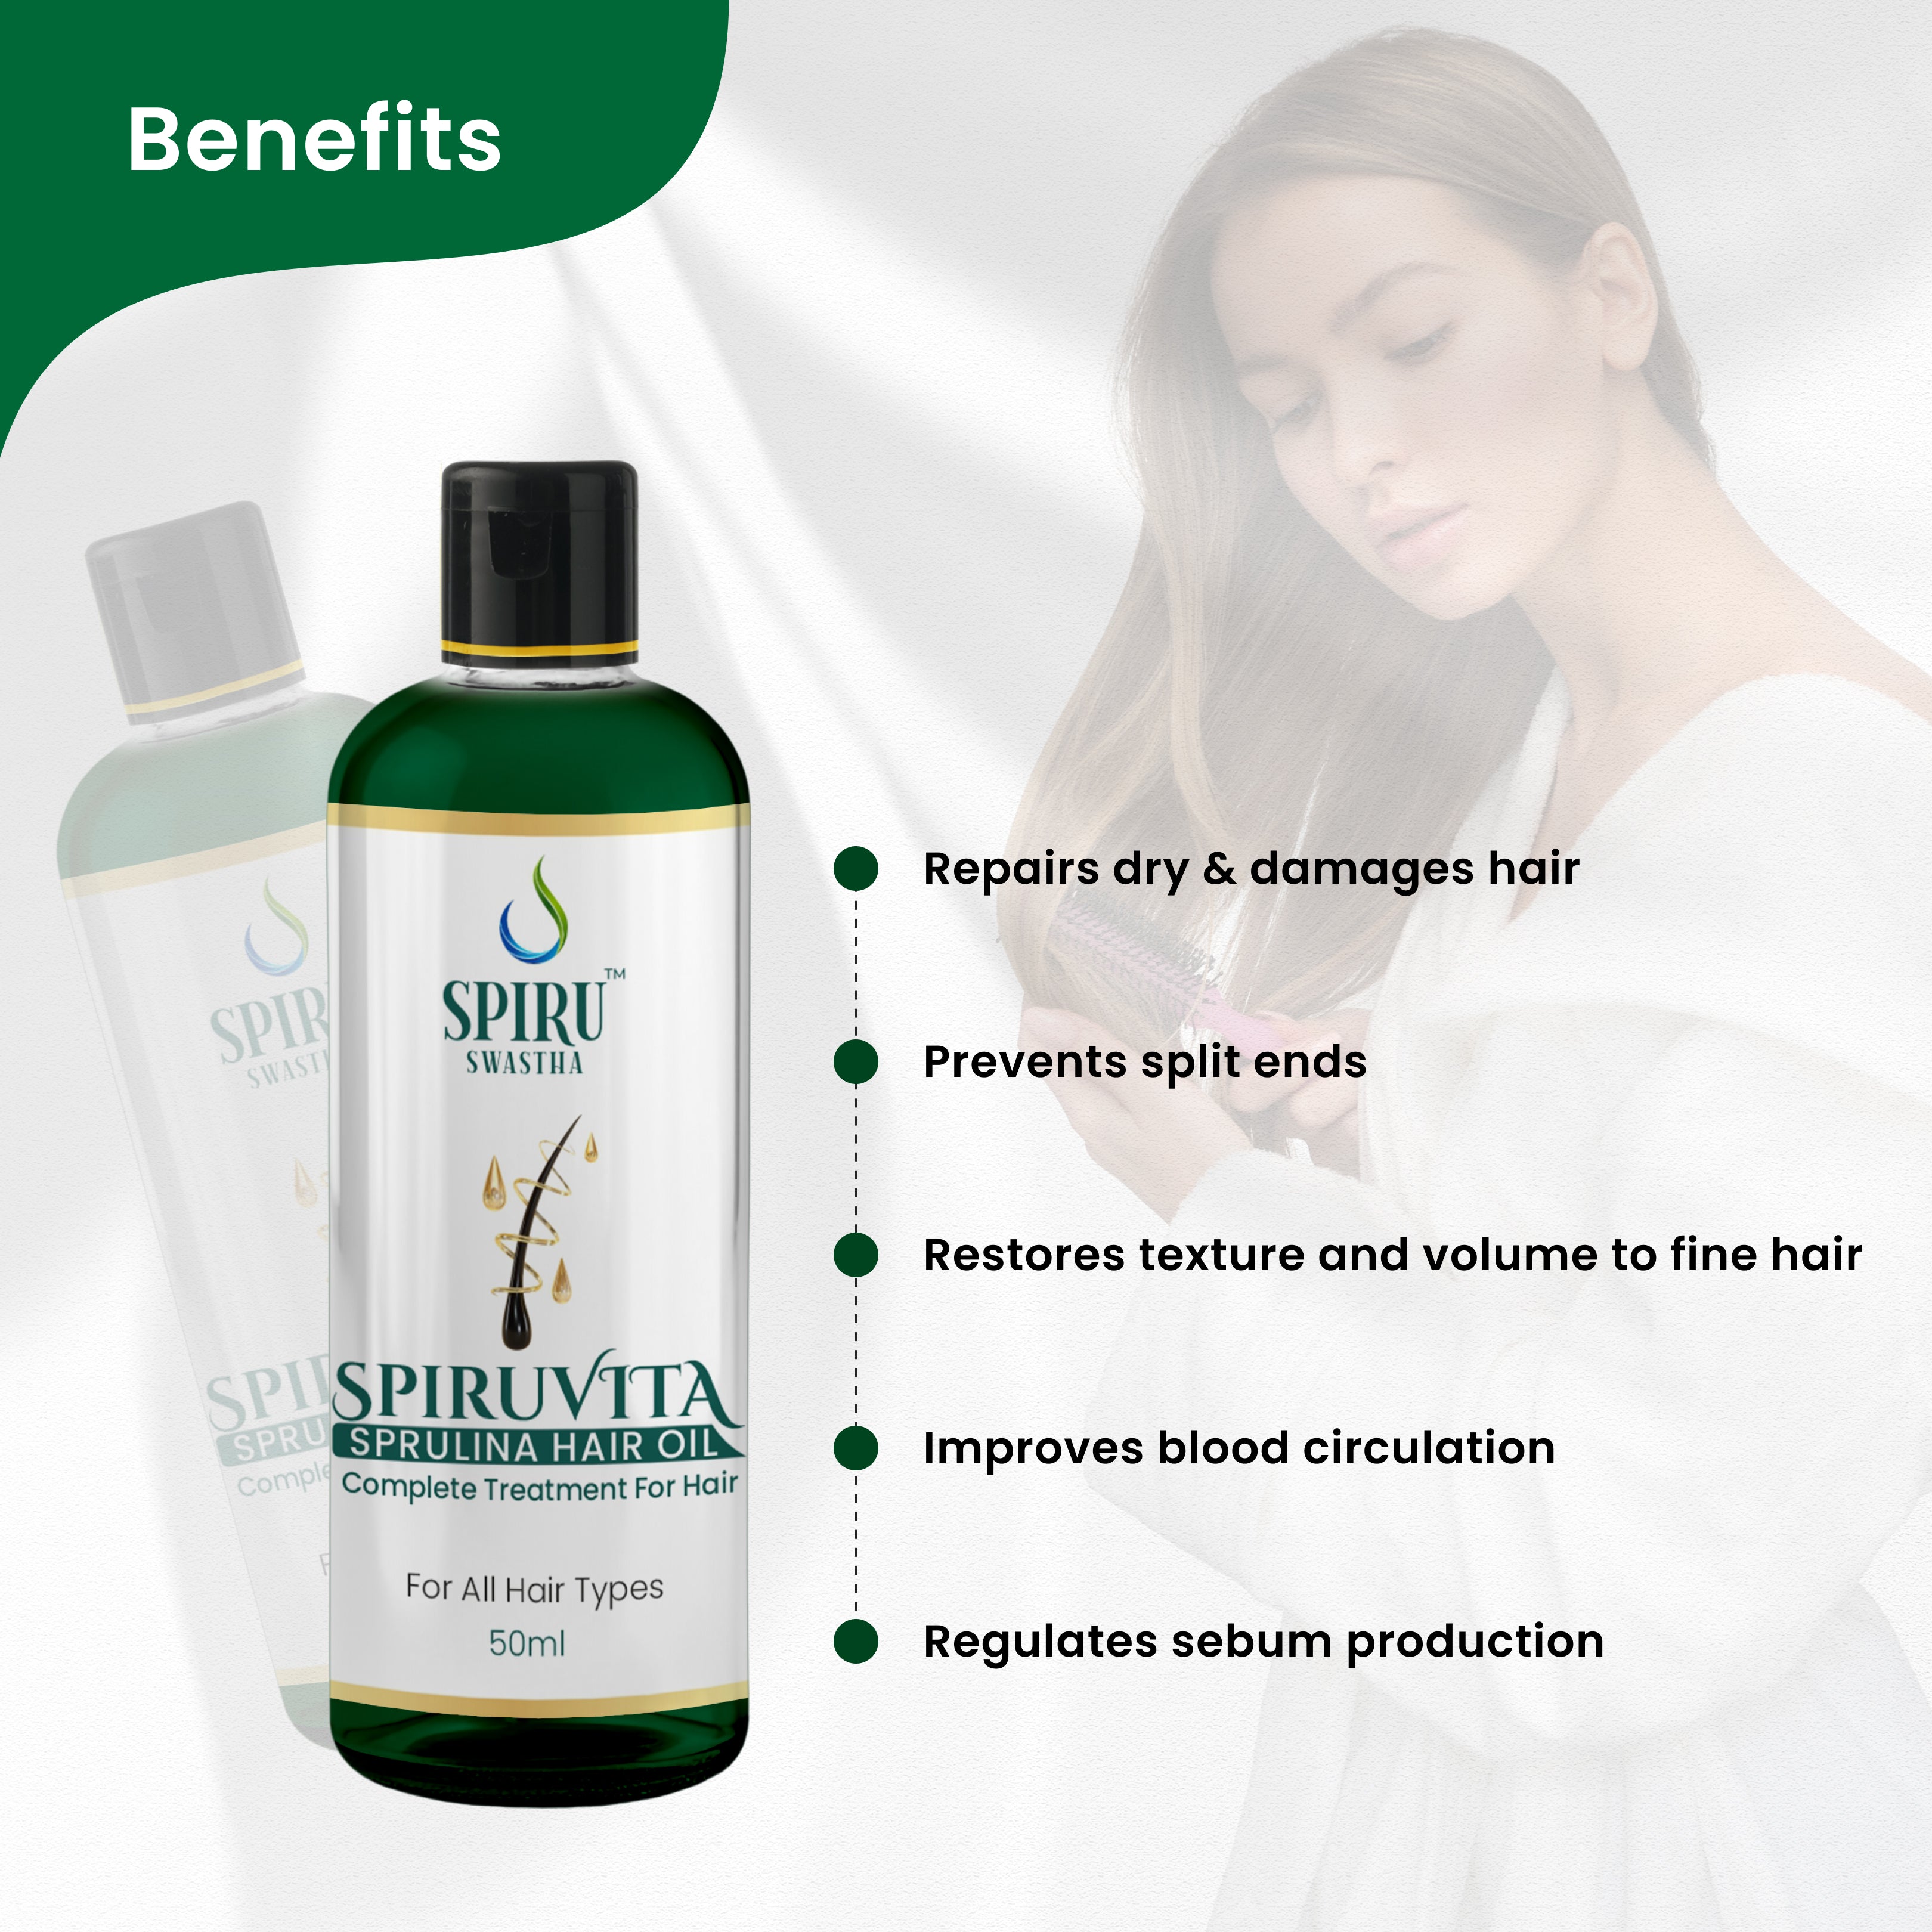 Benefits
SPIRU™
SWASTHA
SPIRUVITA
SPRULINA HAIR OIL
Complete Treatment For Hair
For All Hair Types
50ml
Repairs dry & damages hair
Prevents split ends
Restores texture and volume to fine hair
Improves blood circulation
Regulates sebum production